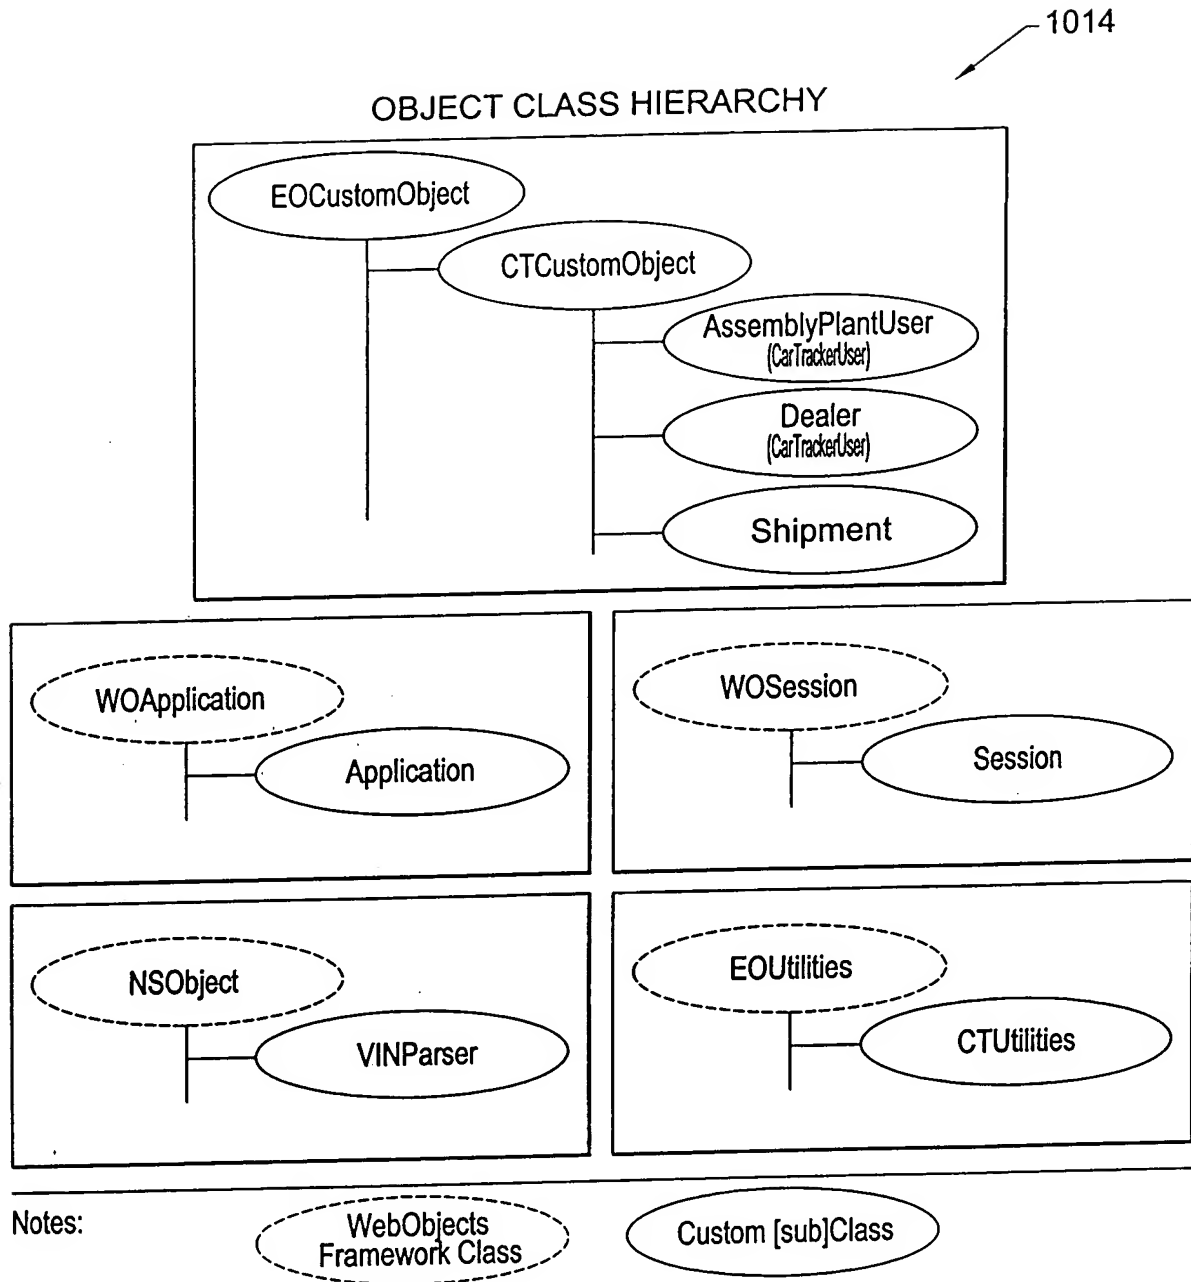 1014
OBJECT CLASS HIERARCHY
EOCustomObject
CTCustomObject
AssemblyPlantUser
(CarTrackerUser)
Dealer
(CarTrackerUser)
Shipment
WOApplication
Application
WOSession
Session
NSObject
VINParser
EOUtilities
CTUtilities
Notes:
WebObjects
Framework Class
Custom [sub]Class